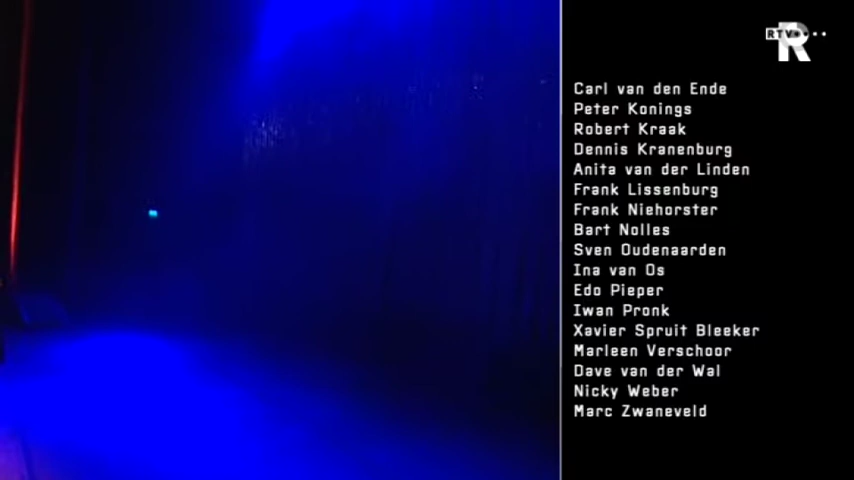 RTV R
Carl van den Ende
Peter Konings
Robert Kraak
Dennis Kranenburg
Anita van der Linden
Frank Lissenburg
Frank Niehorster
Bart Nolles
Sven Oudenaarden
Ina van Os
Edo Pieper
Iwan Pronk
Xavier Spruit Bleeker
Marleen Verschoor
Dave van der Wal
Nicky Weber
Marc Zwaneveld